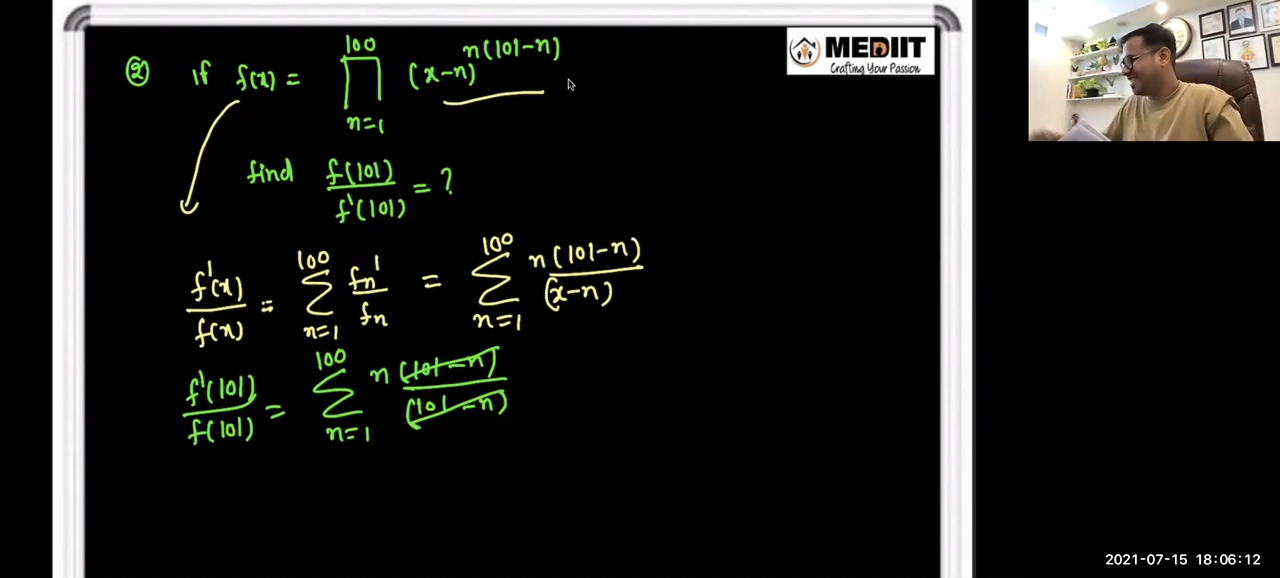 ② If f(x) = ∏_{n=1}^{100} (x-n)^{n(101-n)}
MEDIIT
Crafting Your Passion
find f(101)/f'(101) = ?
f'(x)/f(x) = ∑_{n=1}^{100} fn'/fn = ∑_{n=1}^{100} n(101-n)/(x-n)
f'(101)/f(101) = ∑_{n=1}^{100} n (101-n)/(101-n)
2021-07-15 18:06:12